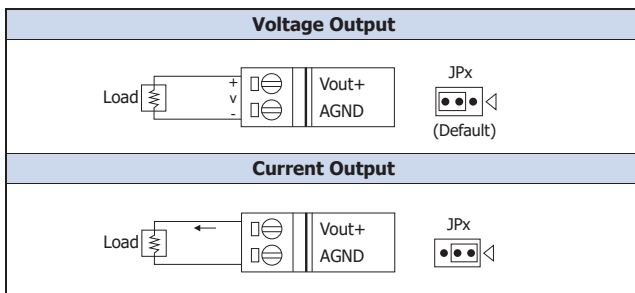 Voltage Output
Load
+
v
-
Vout+
AGND
JPx
(Default)
Current Output
Load
Vout+
AGND
JPx